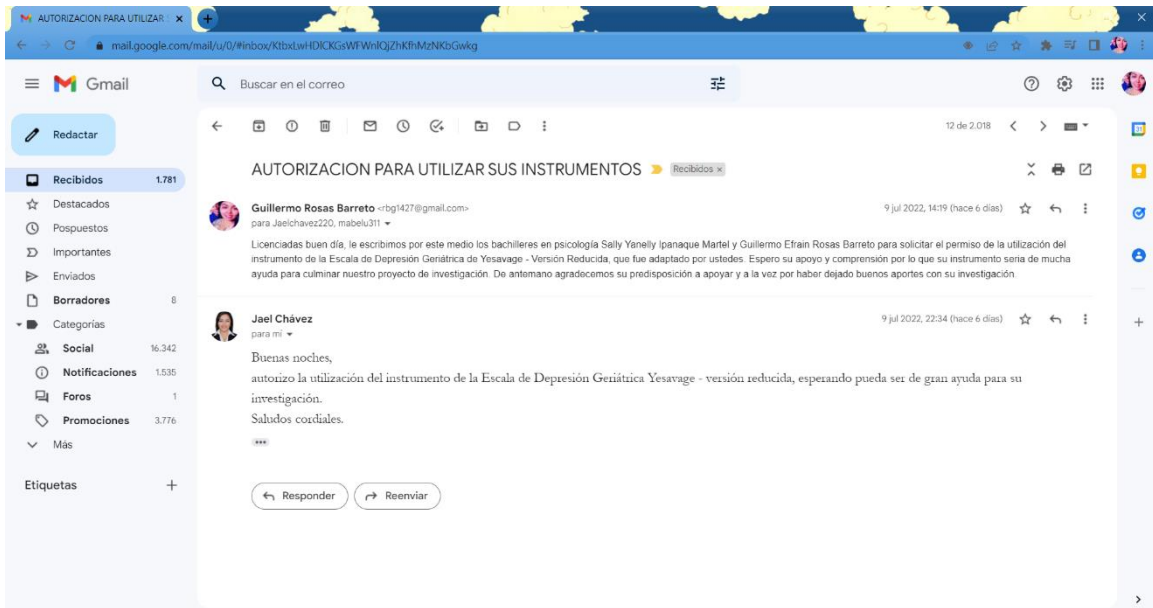 AUTORIZACION PARA UTILIZAR S
mail.google.com/mail/u/0/#inbox/KtbxLwHDlCKGsWFWnlQjZhKfhMzNKbGwkg
Gmail
Buscar en el correo
Redactar
12 de 2.018
AUTORIZACION PARA UTILIZAR SUS INSTRUMENTOS
Recibidos x
Recibidos 1.781
Destacados
Pospuestos
Importantes
Enviados
Borradores 8
Categorías
Social 16.342
Notificaciones 1.535
Foros 1
Promociones 3.776
Más
Etiquetas
Guillermo Rosas Barreto <rbg1427@gmail.com>
9 jul 2022, 14:19 (hace 6 días)
para Jaelchavez220, mabelu311
Licenciadas buen día, le escribimos por este medio los bachilleres en psicología Sally Yanelly Ipanaque Martel y Guillermo Efrain Rosas Barreto para solicitar el permiso de la utilización del
instrumento de la Escala de Depresión Geriátrica de Yesavage - Versión Reducida, que fue adaptado por ustedes. Espero su apoyo y comprensión por lo que su instrumento seria de mucha
ayuda para culminar nuestro proyecto de investigación. De antemano agradecemos su predisposición a apoyar y a la vez por haber dejado buenos aportes con su investigación.
Jael Chávez
9 jul 2022, 22:34 (hace 6 días)
para mí
Buenas noches,
autorizo la utilización del instrumento de la Escala de Depresión Geriátrica Yesavage - versión reducida, esperando pueda ser de gran ayuda para su
investigación.
Saludos cordiales.
Responder
Reenviar